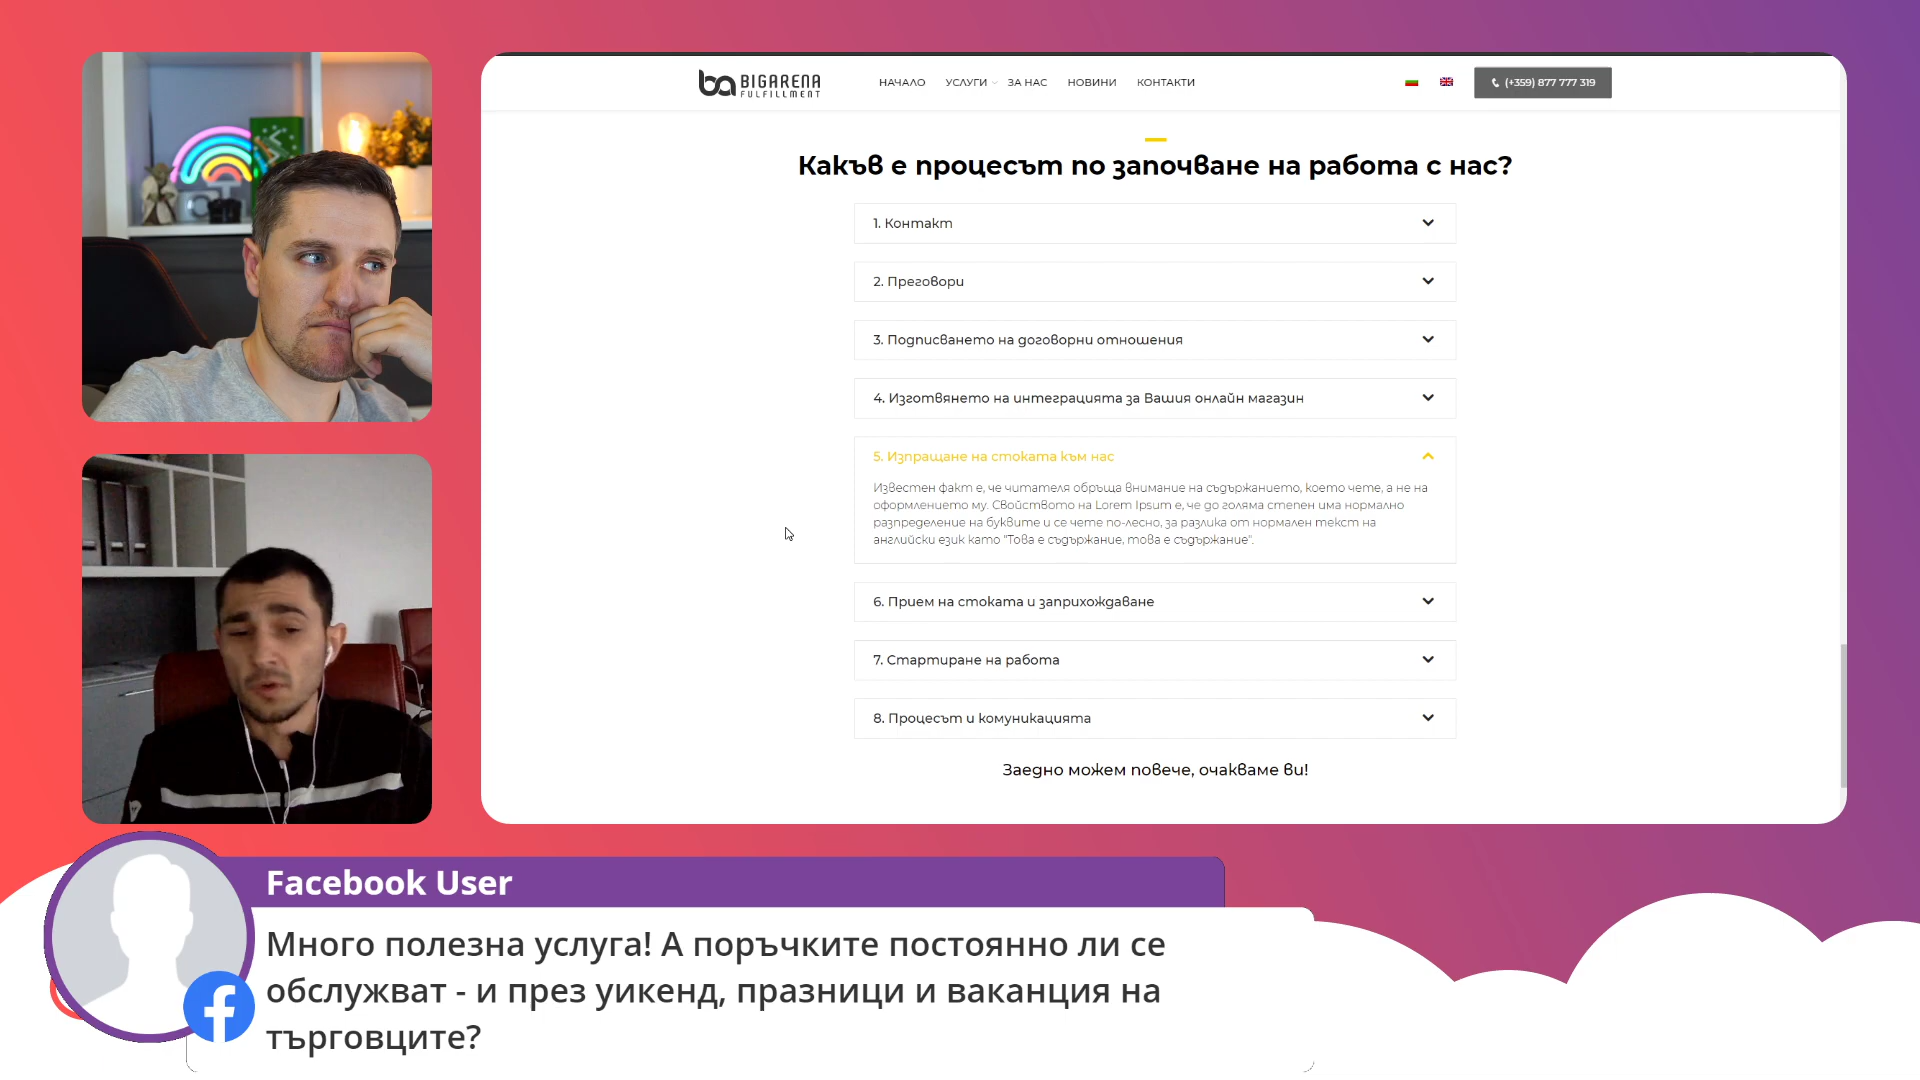 BIGARENA
FULFILLMENT
НАЧАЛО УСЛУГИ ЗА НАС НОВИНИ КОНТАКТИ
(+359) 877 777 319
Какъв е процесът по започване на работа с нас?
1. Контакт
2. Преговори
3. Подписването на договорни отношения
4. Изготвянето на интеграцията за Вашия онлайн магазин
5. Изпращане на стоката към нас
Известен факт е, че читателя обръща внимание на съдържанието, което чете, а не на
оформлението му. Свойството на Lorem Ipsum е, че до голяма степен има нормално
разпределение на буквите и се чете по-лесно, за разлика от нормален текст на
английски език като "Това е съдържание, това е съдържание".
6. Прием на стоката и заприхождаване
7. Стартиране на работа
8. Процесът и комуникацията
Заедно можем повече, очакваме ви!
Facebook User
Много полезна услуга! А поръчките постоянно ли се
обслужват - и през уикенд, празници и ваканция на
търговците?